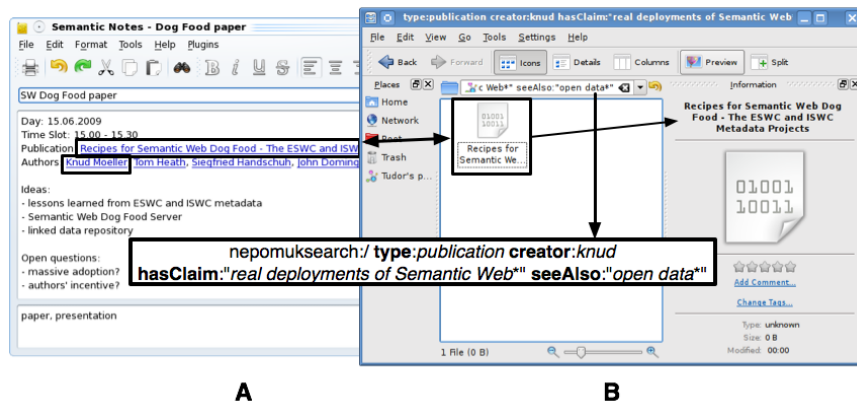 Semantic Notes - Dog Food paper
File Edit Format Tools Help Plugins
B i U S
SW Dog Food paper
Day: 15.06.2009
Time Slot: 15.00 - 15.30
Publication: Recipes for Semantic Web Dog Food - The ESWC and ISW
Authors: Knud Moeller, Tom Heath, Siegfried Handschuh, John Doming
Ideas:
- lessons learned from ESWC and ISWC metadata
- Semantic Web Dog Food Server
- linked data repository
Open questions:
- massive adoption?
- authors' incentive?
paper, presentation
type:publication creator:knud hasClaim:"real deployments of Semantic Web
File Edit View Go Tools Settings Help
Back Forward Icons Details Columns Preview Split
Places
Home
Network
Root
Trash
Tudor's p...
c Web*" seeAlso:"open data*"
01001
10011
Recipes for
Semantic We...
1 File (0 B)
Information
Recipes for Semantic Web Dog
Food - The ESWC and ISWC
Metadata Projects
01001
10011
Add Comment...
Change Tags...
Type: unknown
Size: 0 B
Modified: 00:00
nepomuksearch:/ type:publication creator:knud
hasClaim:"real deployments of Semantic Web*" seeAlso:"open data*"
A
B